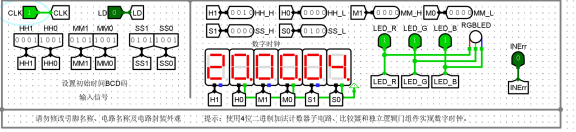 CLK 1 CLK LD 0 LD
HH1 HH0 MM1 MM0 SS1 SS0
HH1 HH0 MM1 MM0 SS1 SS0
设置初始时间BCD码
输入信号
H1 HH_H H0 HH_L M1 MM_H M0 MM_L
S1 SS_H S0 SS_L
数字时钟
20.00.04.
H1 H0 M1 M0 S1 S0
LED_R LED_G LED_B RGBLED
LED_R LED_G LED_B
INErr
0
INErr
请勿修改引脚名称、电路名称及电路封装外观
提示：使用4位二进制加法计数器子电路、比较器和独立逻辑门组件实现数字时钟。